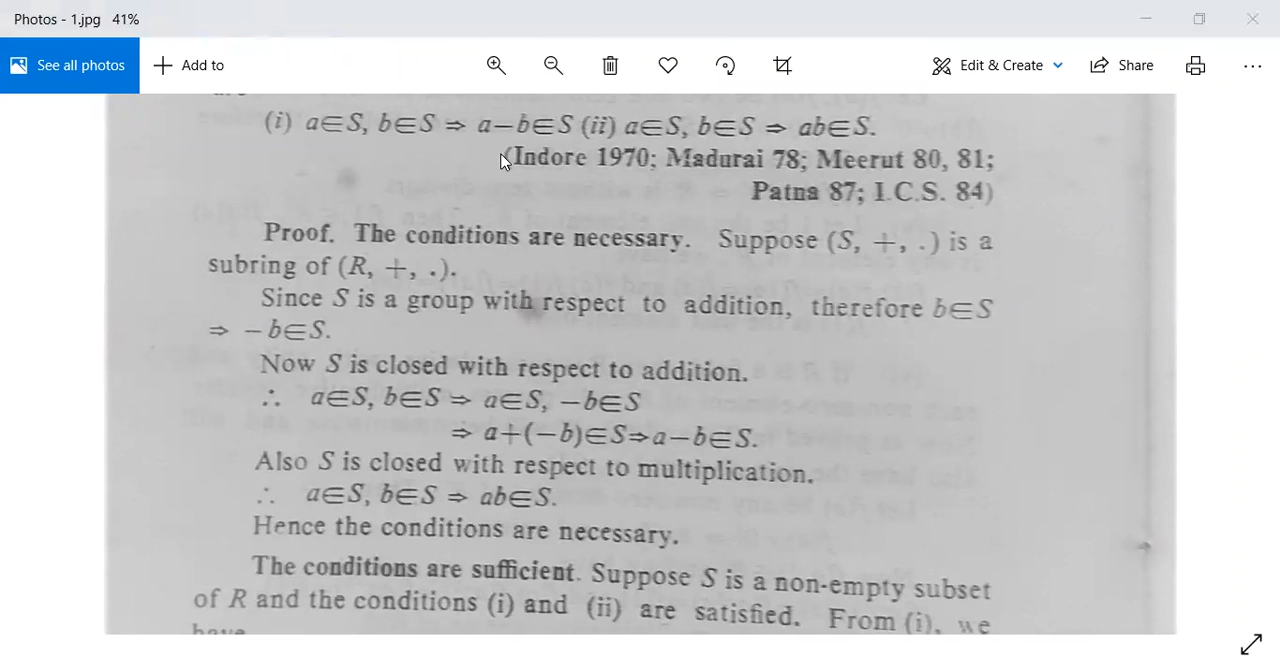 Photos - 1.jpg 41%
See all photos
Add to
Edit & Create
Share
(i) a∈S, b∈S ⇒ a−b∈S (ii) a∈S, b∈S ⇒ ab∈S.
(Indore 1970; Madurai 78; Meerut 80, 81;
Patna 87; I.C.S. 84)
Proof. The conditions are necessary. Suppose (S, +, .) is a
subring of (R, +, .).
Since S is a group with respect to addition, therefore b∈S
⇒ −b∈S.
Now S is closed with respect to addition.
∴ a∈S, b∈S ⇒ a∈S, −b∈S
⇒ a+(−b)∈S⇒a−b∈S.
Also S is closed with respect to multiplication.
∴ a∈S, b∈S ⇒ ab∈S.
Hence the conditions are necessary.
The conditions are sufficient. Suppose S is a non-empty subset
of R and the conditions (i) and (ii) are satisfied. From (i), we
have